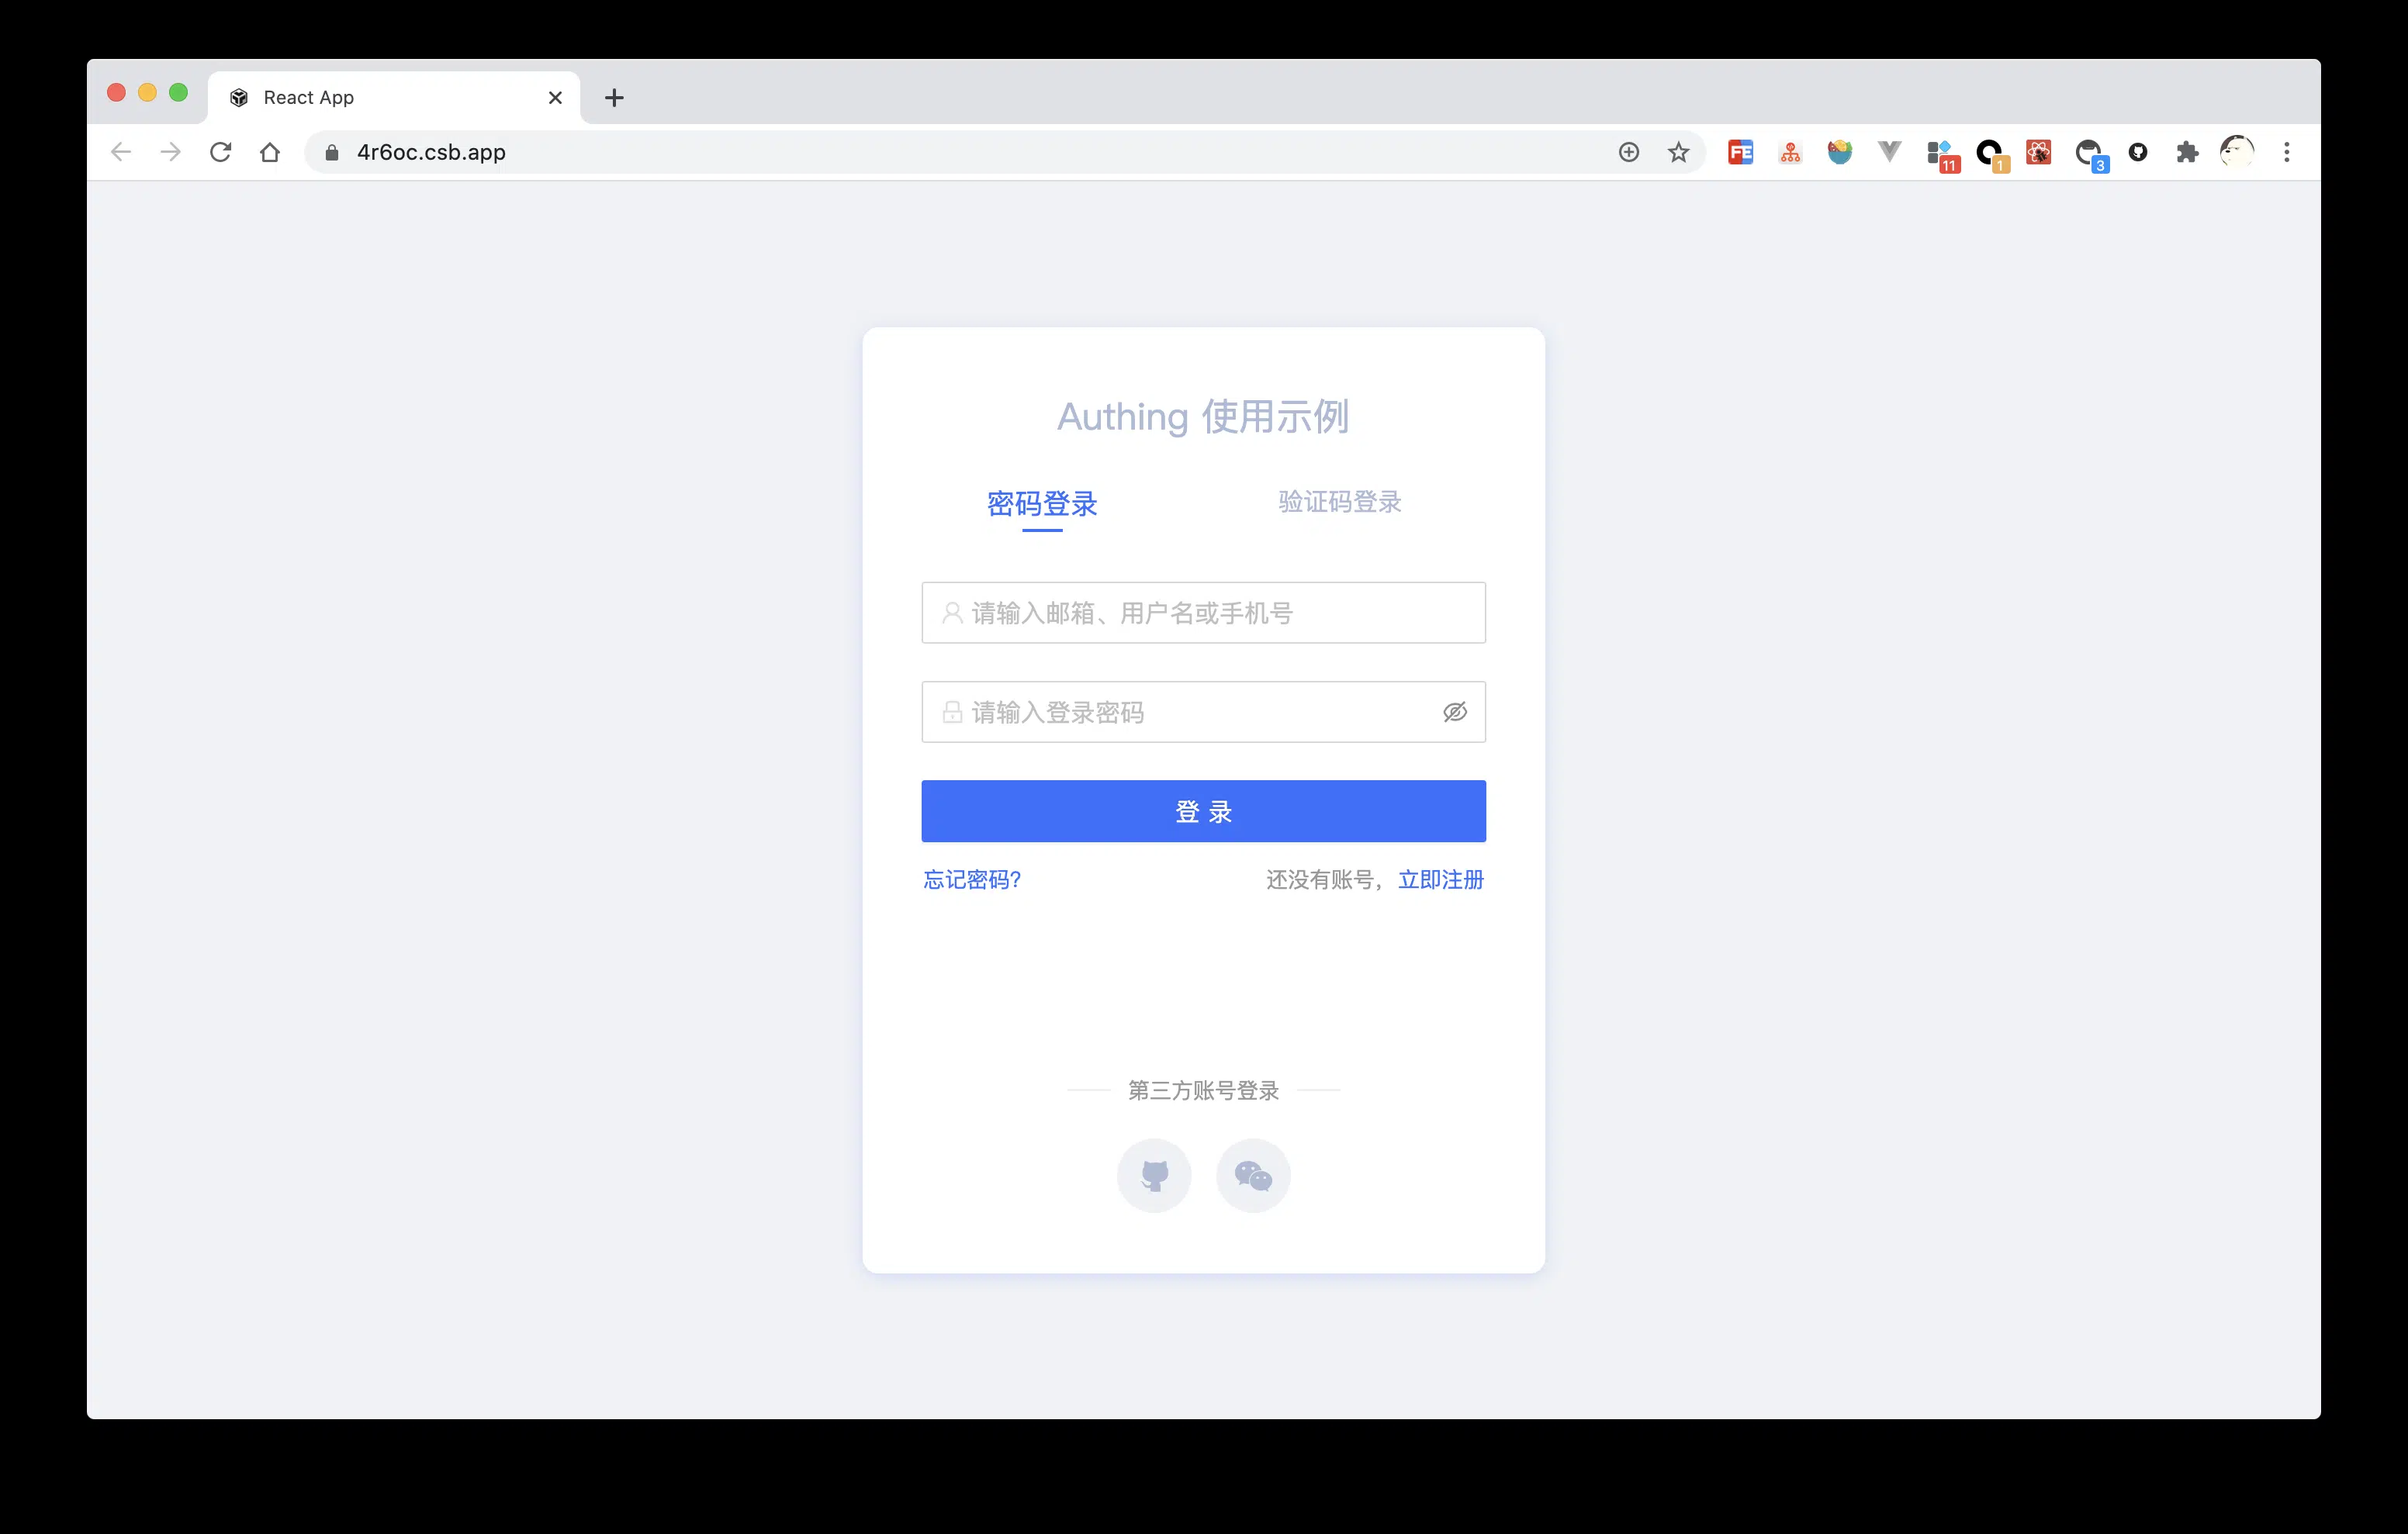 React App
4r6oc.csb.app
FE
11
1
3
Authing 使用示例
密码登录 验证码登录
请输入邮箱、用户名或手机号
请输入登录密码
登 录
忘记密码? 还没有账号，立即注册
第三方账号登录